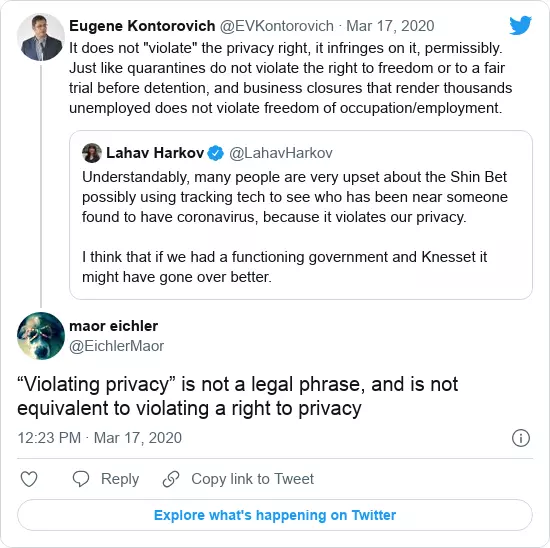 Eugene Kontorovich @EVKontorovich · Mar 17, 2020
It does not "violate" the privacy right, it infringes on it, permissibly.
Just like quarantines do not violate the right to freedom or to a fair
trial before detention, and business closures that render thousands
unemployed does not violate freedom of occupation/employment.
Lahav Harkov @LahavHarkov
Understandably, many people are very upset about the Shin Bet
possibly using tracking tech to see who has been near someone
found to have coronavirus, because it violates our privacy.
I think that if we had a functioning government and Knesset it
might have gone over better.
maor eichler
@EichlerMaor
“Violating privacy” is not a legal phrase, and is not
equivalent to violating a right to privacy
12:23 PM · Mar 17, 2020
Reply
Copy link to Tweet
Explore what's happening on Twitter